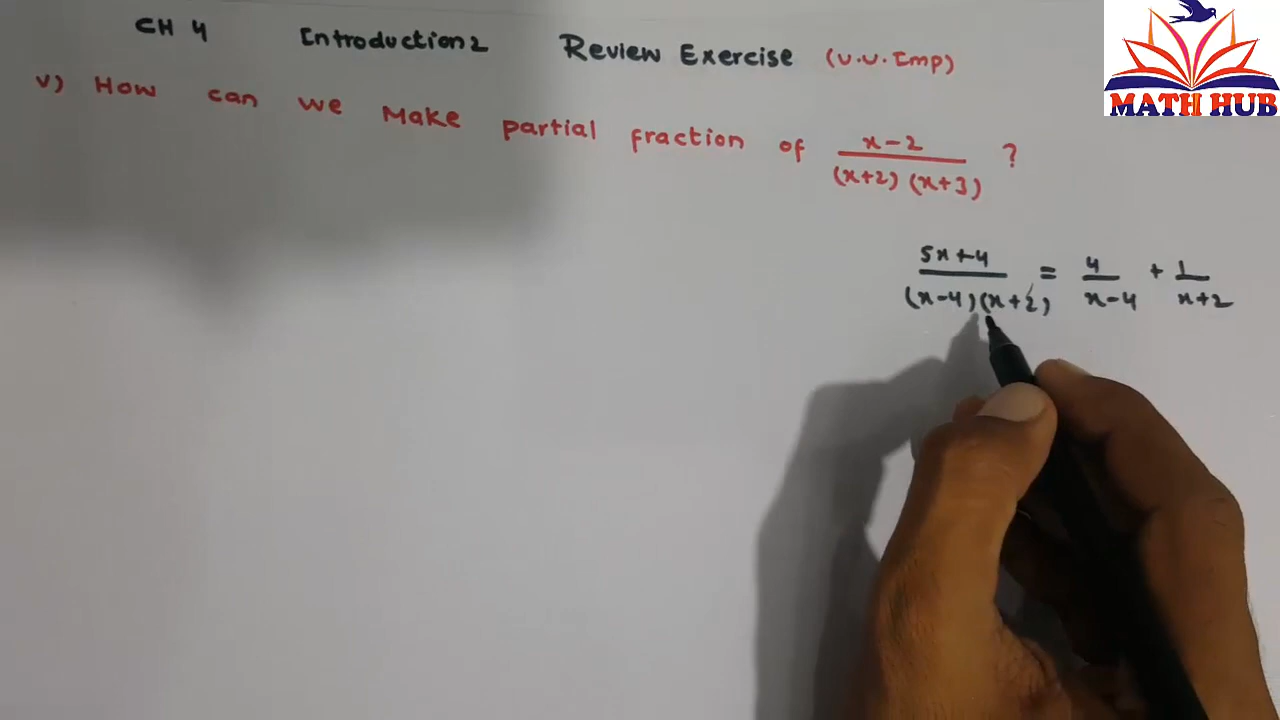 CH 4 Introduction2 Review Exercise (v.v.Imp)
MATH HUB
v) How can we Make partial fraction of x-2/(x+2)(x+3) ?
5x+4/(x-4)(x+2) = 4/x-4 + 1/x+2